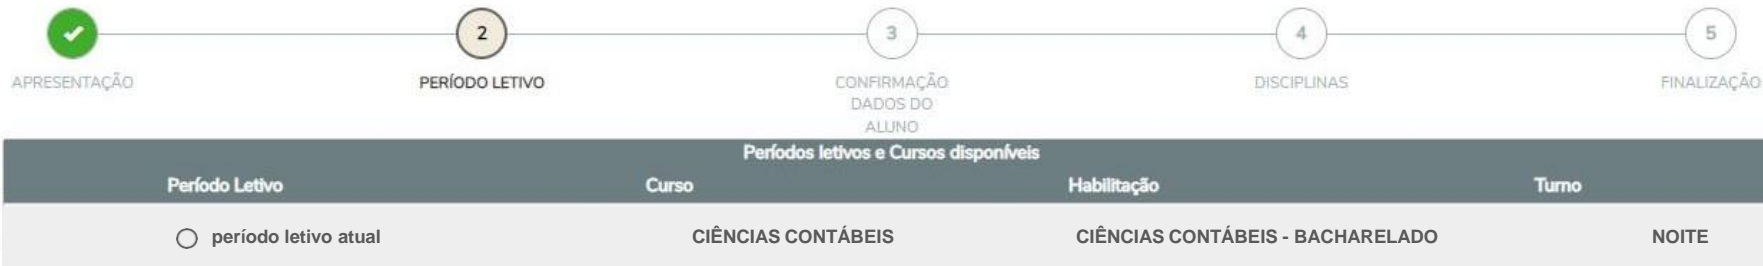 2
3
4
5
APRESENTAÇÃO
PERÍODO LETIVO
CONFIRMAÇÃO
DADOS DO
ALUNO
DISCIPLINAS
FINALIZAÇÃO
Períodos letivos e Cursos disponíveis
Período Letivo Curso Habilitação Turno
período letivo atual CIÊNCIAS CONTÁBEIS CIÊNCIAS CONTÁBEIS - BACHARELADO NOITE